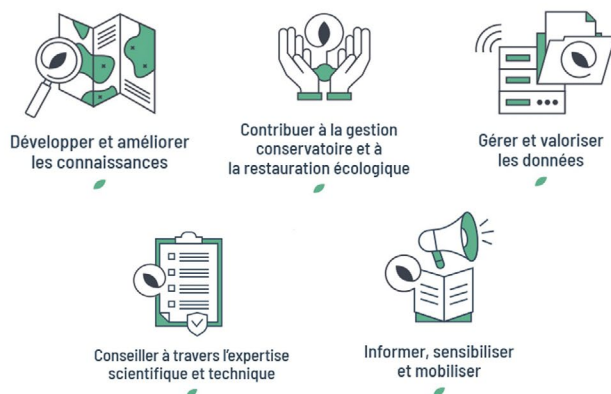 Développer et améliorer
les connaissances
Contribuer à la gestion
conservatoire et à
la restauration écologique
Gérer et valoriser
les données
Conseiller à travers l'expertise
scientifique et technique
Informer, sensibiliser
et mobiliser